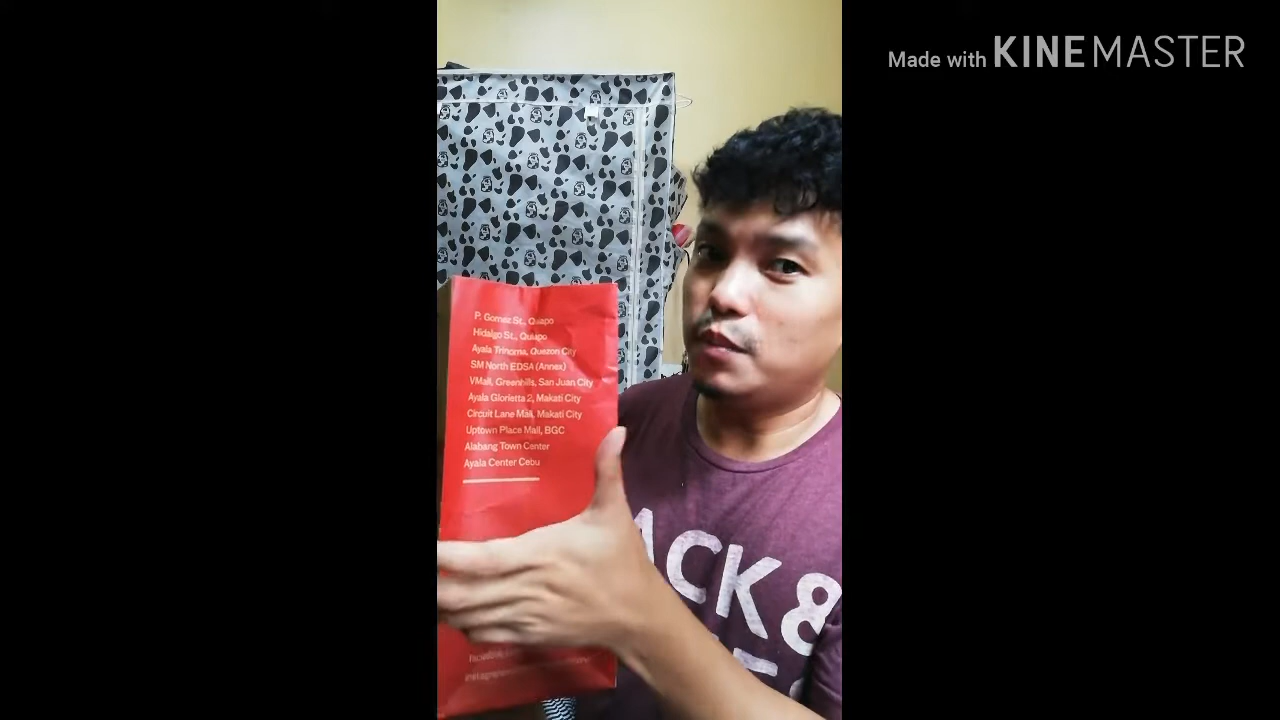 Made with KINEMASTER
P. Gomez St., Quiapo
Hidalgo St., Quiapo
Ayala Trinoma, Quezon City
SM North EDSA (Annex)
VMall, Greenhills, San Juan City
Ayala Glorietta 2, Makati City
Circuit Lane Mall, Makati City
Uptown Place Mall, BGC
Alabang Town Center
Ayala Center Cebu
ACK&